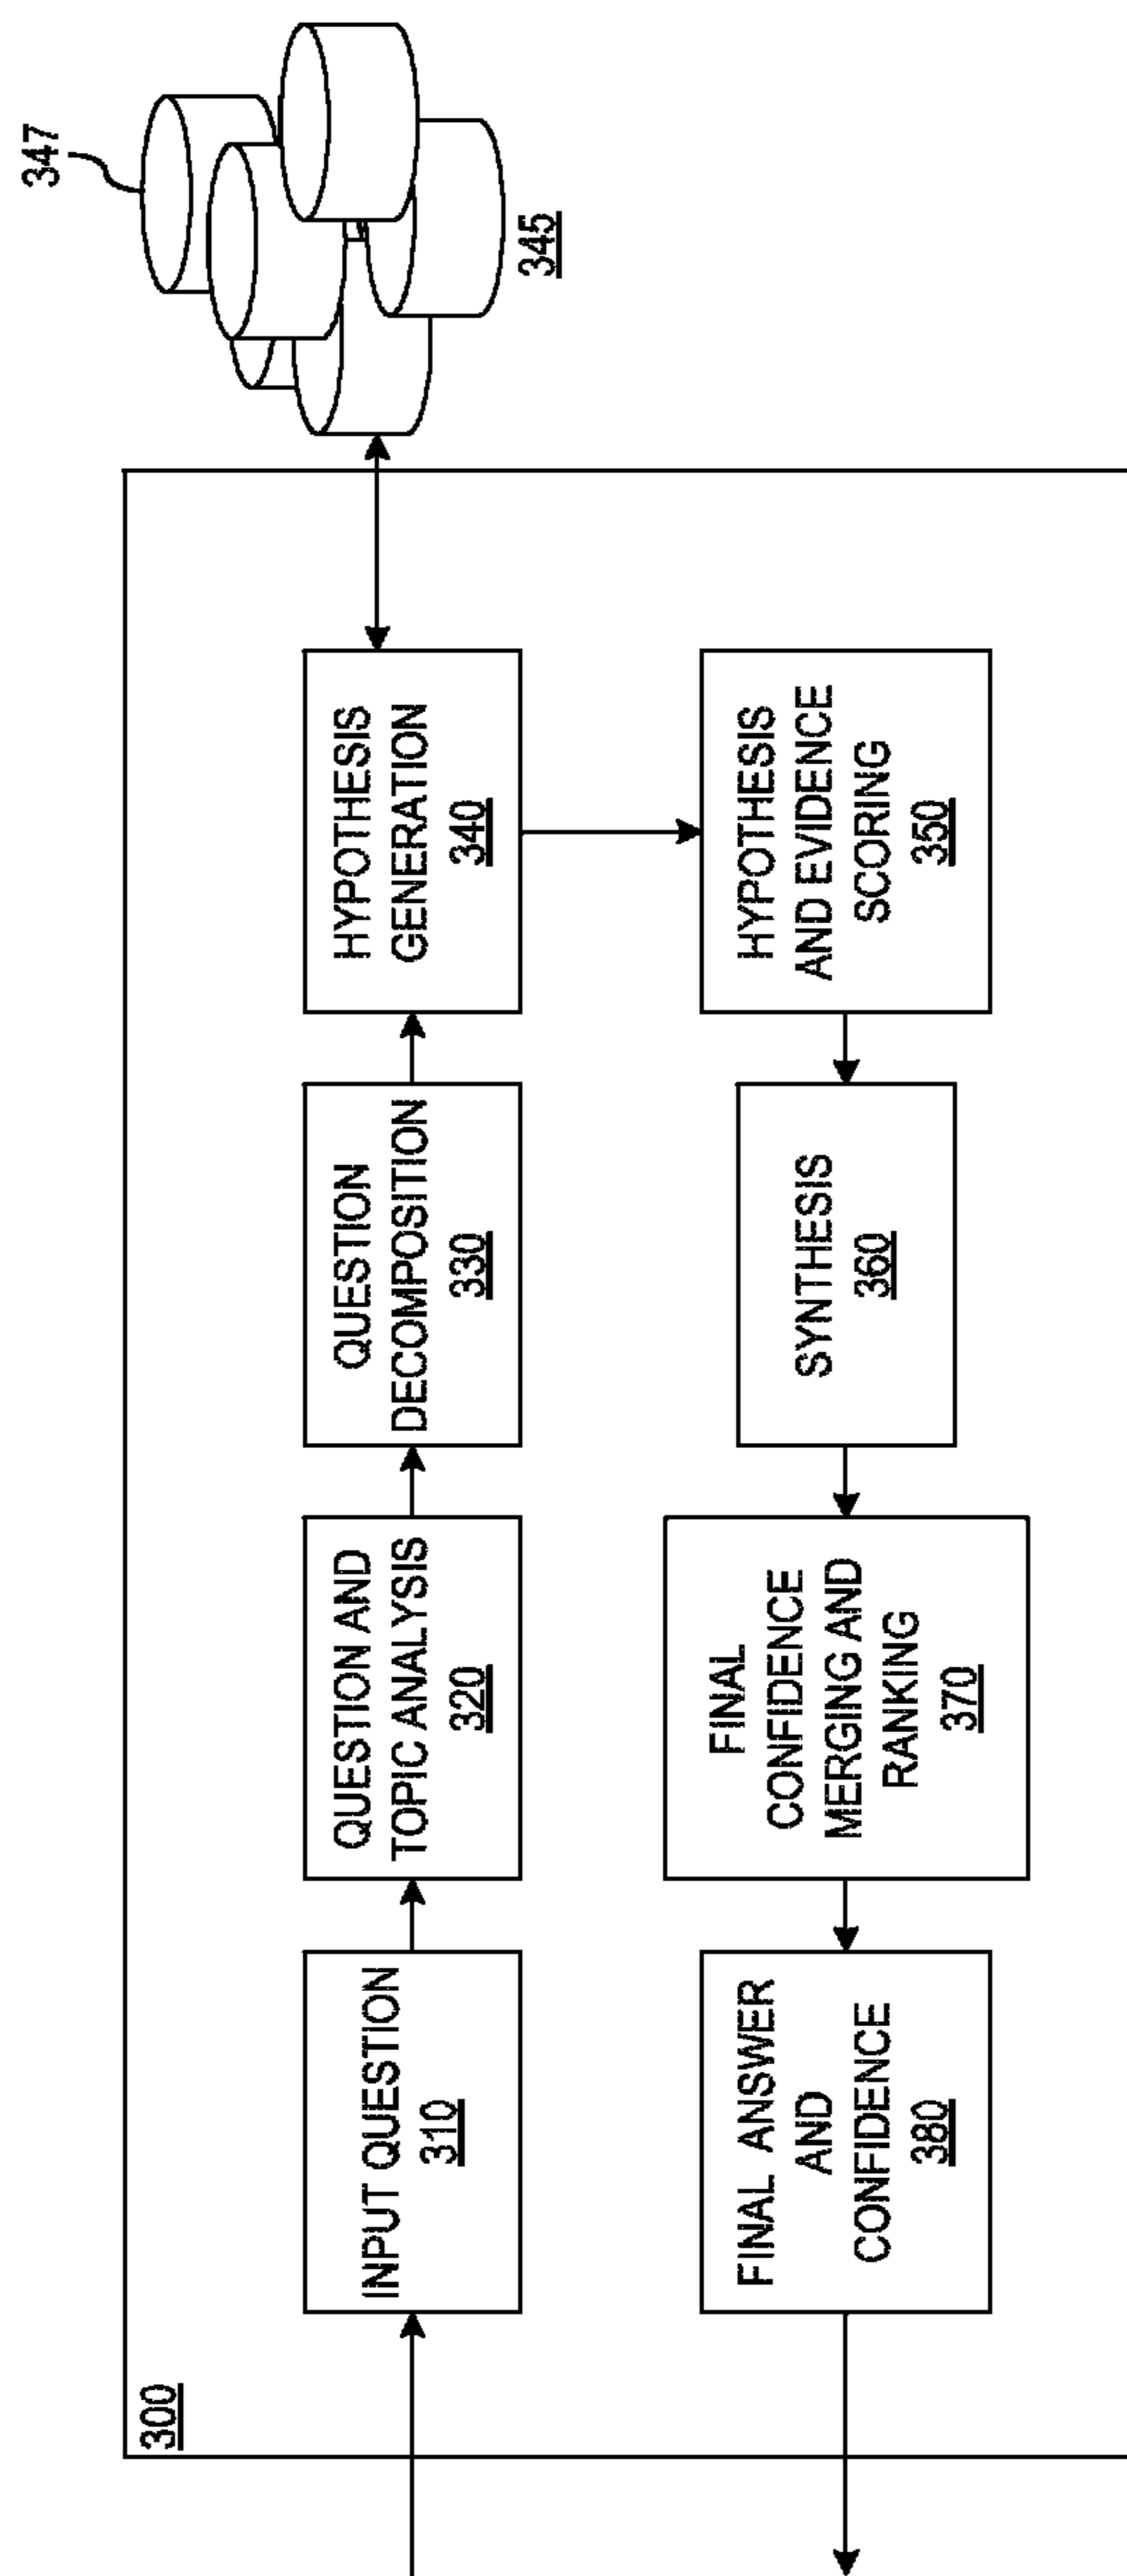 300
INPUT QUESTION
310
QUESTION AND
TOPIC ANALYSIS
320
QUESTION
DECOMPOSITION
330
HYPOTHESIS
GENERATION
340
347
345
FINAL ANSWER
AND
CONFIDENCE
380
FINAL
CONFIDENCE
MERGING AND
RANKING
370
SYNTHESIS
360
HYPOTHESIS
AND EVIDENCE
SCORING
350